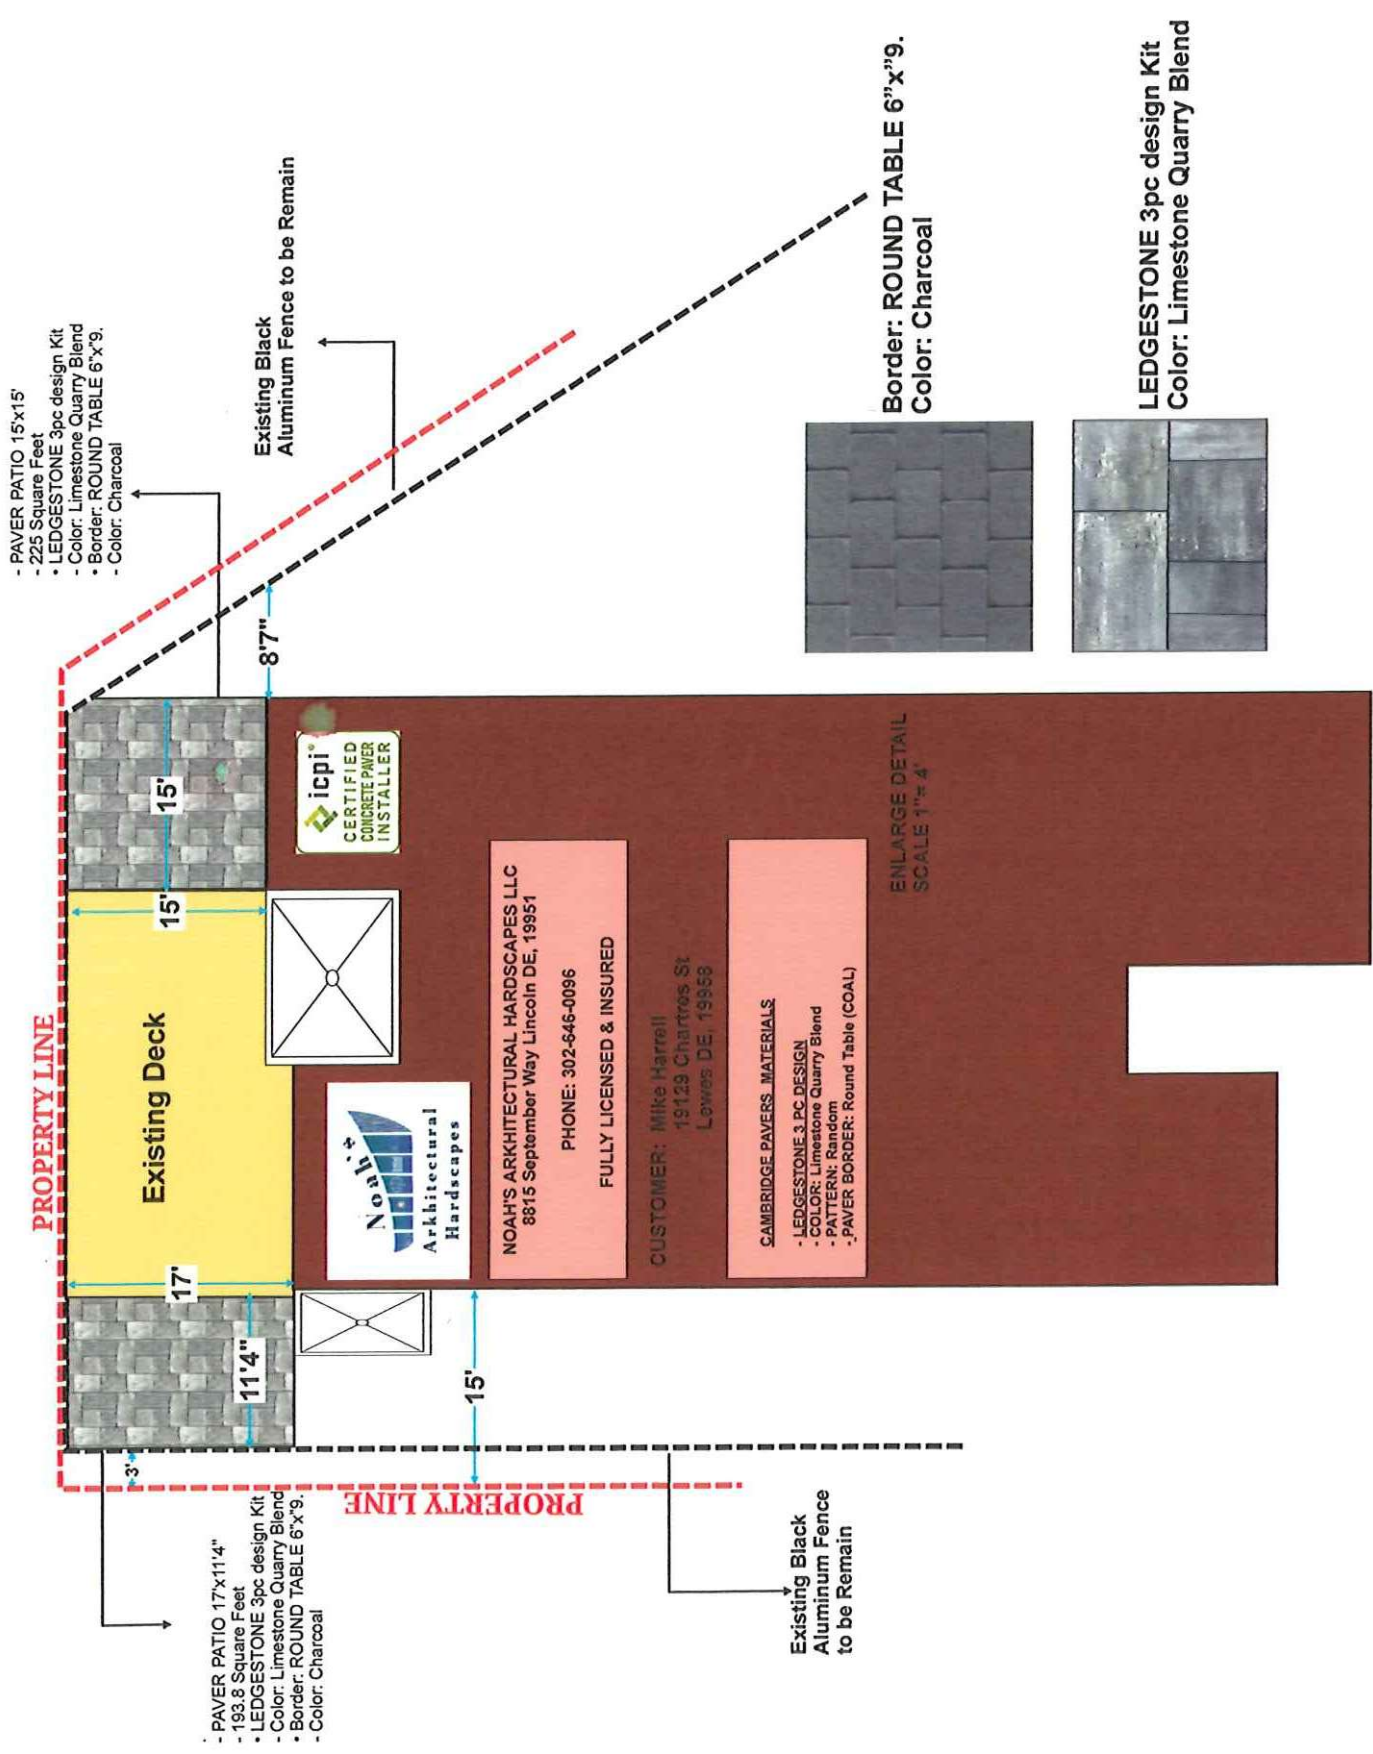 - PAVER PATIO 15'x15'
- 225 Square Feet
• LEDGESTONE 3pc design Kit
- Color: Limestone Quarry Blend
• Border: ROUND TABLE 6"x"9.
- Color: Charcoal
Existing Black
Aluminum Fence to be Remain
PROPERTY LINE
Existing Deck
15'
15'
17'
11'4"
8'7"
3'
15'
- PAVER PATIO 17'x11'4"
- 193.8 Square Feet
• LEDGESTONE 3pc design Kit
- Color: Limestone Quarry Blend
• Border: ROUND TABLE 6"x"9.
- Color: Charcoal
PROPERTY LINE
icpi®
CERTIFIED
CONCRETE PAVER
INSTALLER
Noah's
Arkhitectural
Hardscapes
NOAH'S ARKHITECTURAL HARDSCAPES LLC
8815 September Way Lincoln DE, 19951
PHONE: 302-646-0096
FULLY LICENSED & INSURED
CUSTOMER: Mike Harrell
19129 Chartres St
Lewes DE, 19958
CAMBRIDGE PAVERS MATERIALS
- LEDGESTONE 3 PC DESIGN
- COLOR: Limestone Quarry Blend
- PATTERN: Random
- PAVER BORDER: Round Table (COAL)
ENLARGE DETAIL
SCALE 1"= 4'
Existing Black
Aluminum Fence
to be Remain
Border: ROUND TABLE 6"x"9.
Color: Charcoal
LEDGESTONE 3pc design Kit
Color: Limestone Quarry Blend